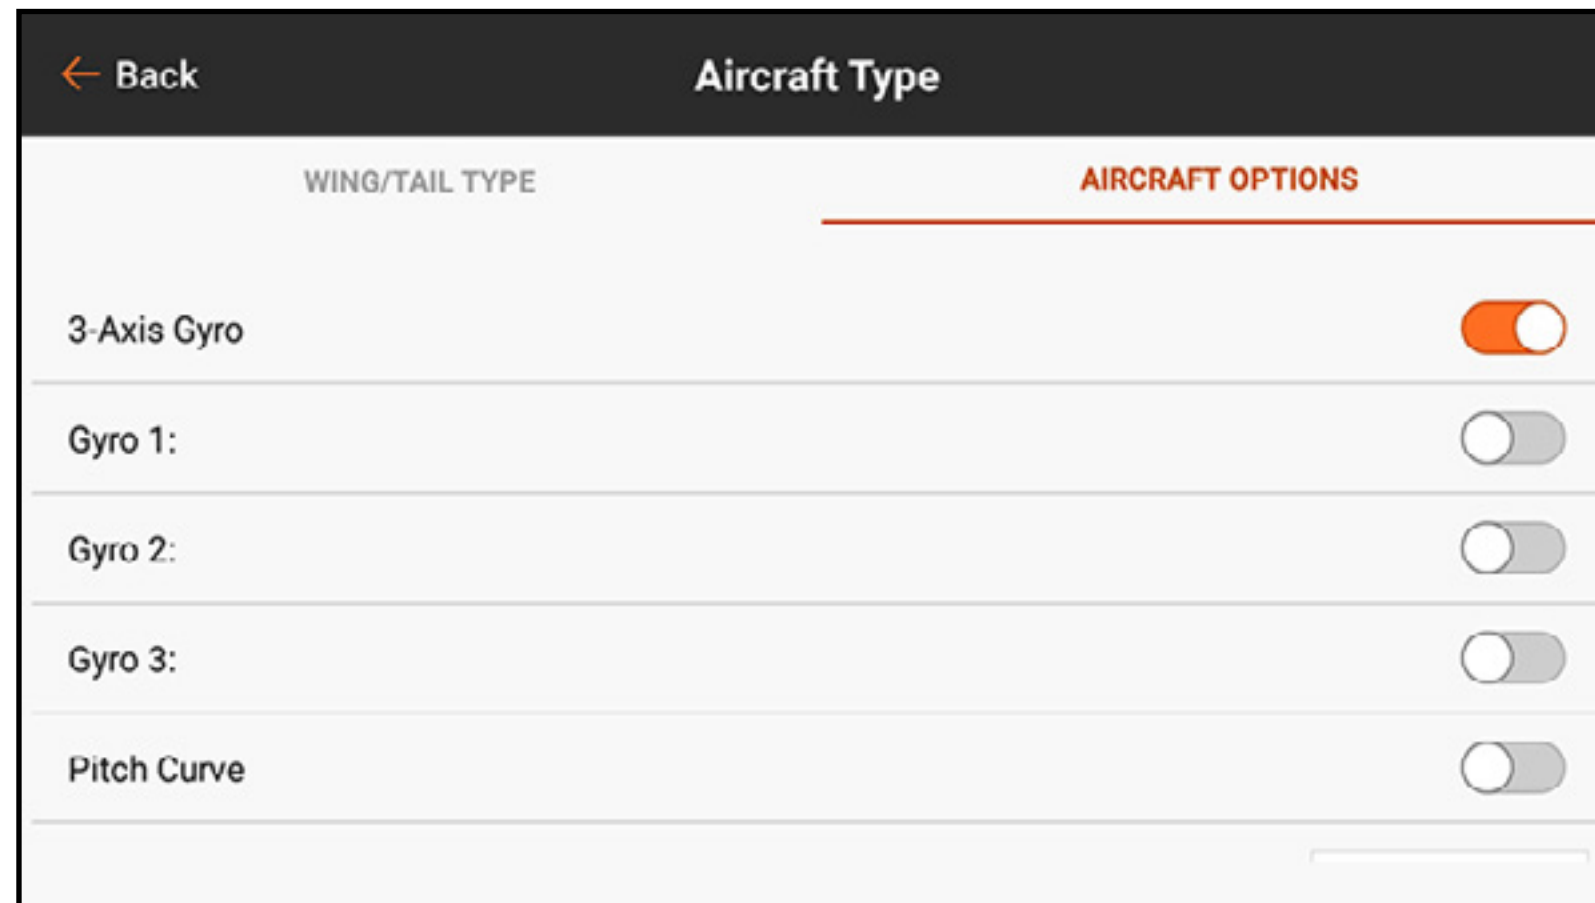 Back
Aircraft Type
WING/TAIL TYPE
AIRCRAFT OPTIONS
3-Axis Gyro
Gyro 1:
Gyro 2:
Gyro 3:
Pitch Curve